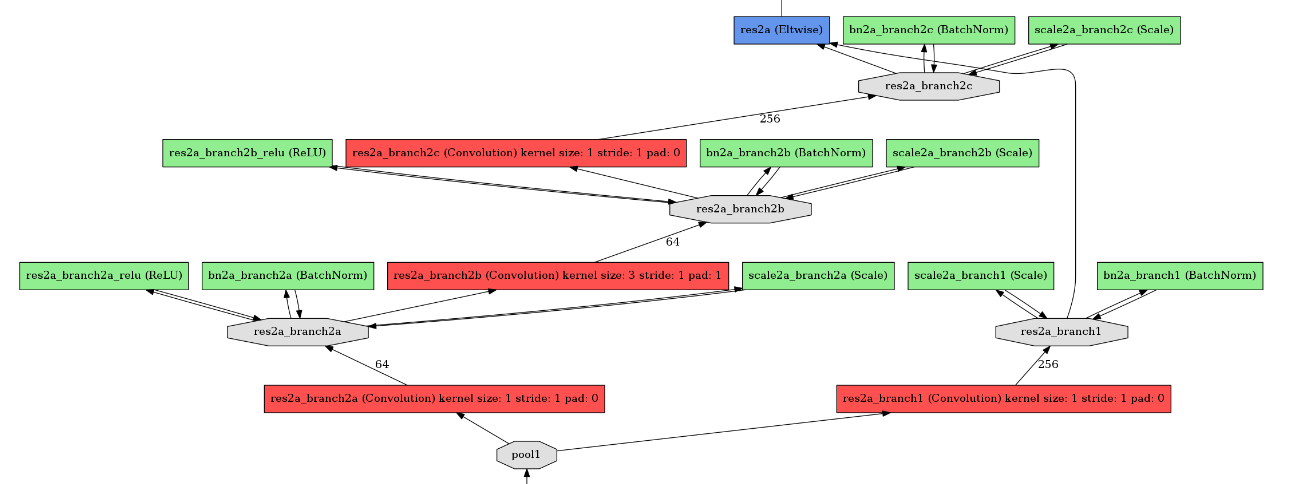 res2a (Eltwise)
bn2a_branch2c (BatchNorm)
scale2a_branch2c (Scale)
res2a_branch2c
256
res2a_branch2b_relu (ReLU)
res2a_branch2c (Convolution) kernel size: 1 stride: 1 pad: 0
bn2a_branch2b (BatchNorm)
scale2a_branch2b (Scale)
res2a_branch2b
64
res2a_branch2a_relu (ReLU)
bn2a_branch2a (BatchNorm)
res2a_branch2b (Convolution) kernel size: 3 stride: 1 pad: 1
scale2a_branch2a (Scale)
scale2a_branch1 (Scale)
bn2a_branch1 (BatchNorm)
res2a_branch2a
res2a_branch1
64
256
res2a_branch2a (Convolution) kernel size: 1 stride: 1 pad: 0
res2a_branch1 (Convolution) kernel size: 1 stride: 1 pad: 0
pool1